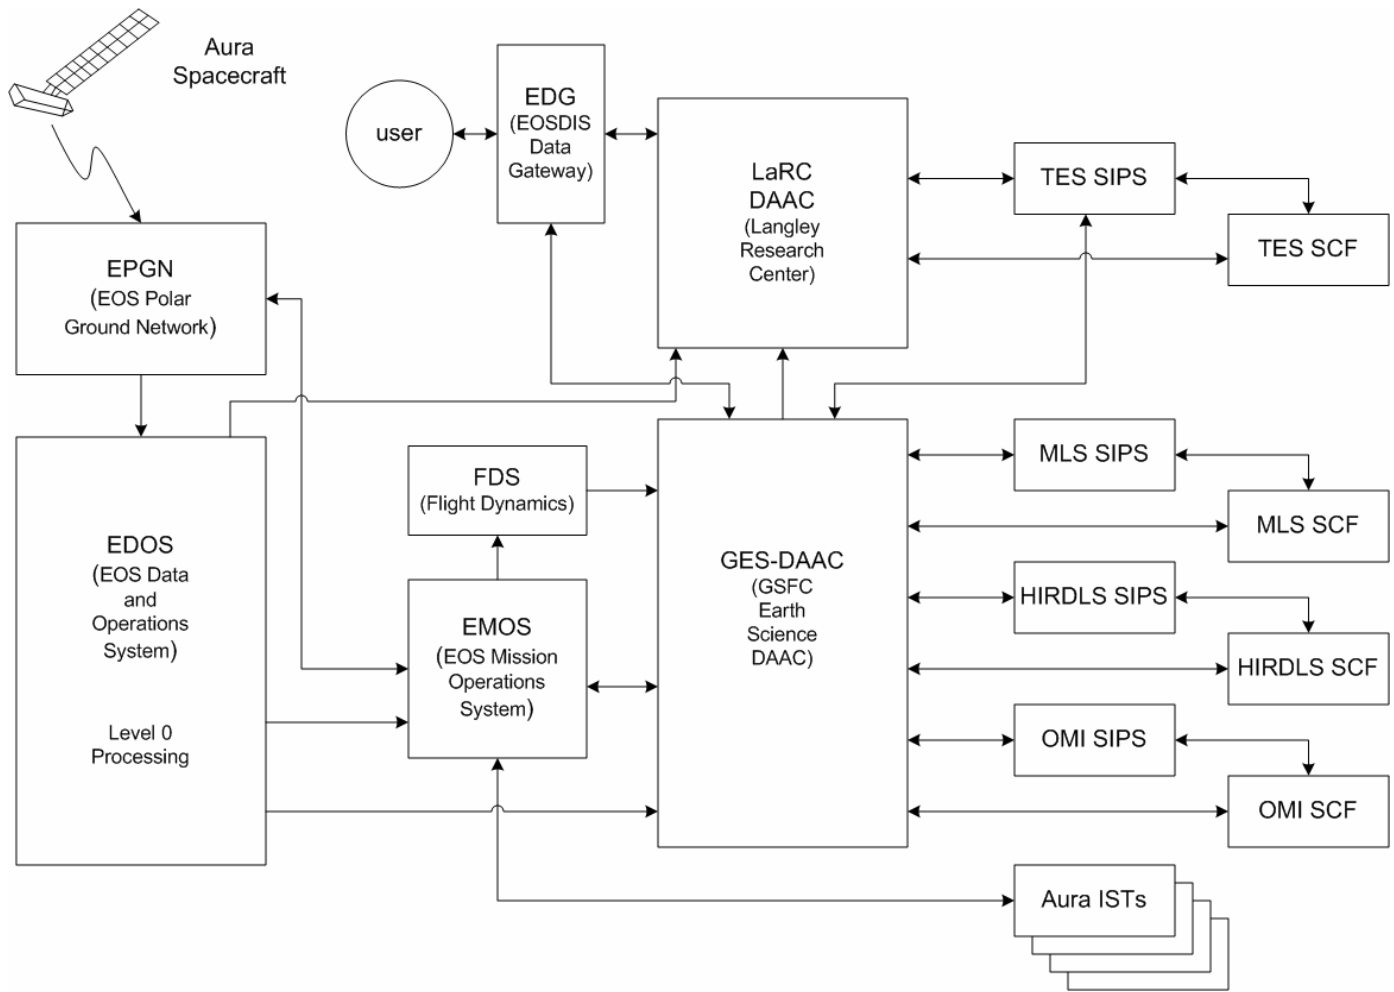 Aura
Spacecraft
user
EDG
(EOSDIS
Data
Gateway)
LaRC
DAAC
(Langley
Research
Center)
TES SIPS
TES SCF
EPGN
(EOS Polar
Ground Network)
EDOS
(EOS Data
and
Operations
System)
Level 0
Processing
FDS
(Flight Dynamics)
EMOS
(EOS Mission
Operations
System)
GES-DAAC
(GSFC
Earth
Science
DAAC)
MLS SIPS
MLS SCF
HIRDLS SIPS
HIRDLS SCF
OMI SIPS
OMI SCF
Aura ISTs